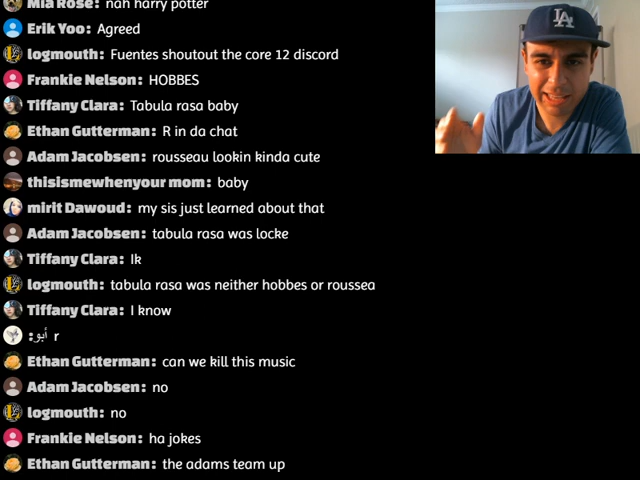 Mia Rose: nah harry potter
Erik Yoo: Agreed
logmouth: Fuentes shoutout the core 12 discord
Frankie Nelson: HOBBES
Tiffany Clara: Tabula rasa baby
Ethan Gutterman: R in da chat
Adam Jacobsen: rousseau lookin kinda cute
thisismewhenyour mom: baby
mirit Dawoud: my sis just learned about that
Adam Jacobsen: tabula rasa was locke
Tiffany Clara: Ik
logmouth: tabula rasa was neither hobbes or roussea
Tiffany Clara: I know
أبو: r
Ethan Gutterman: can we kill this music
Adam Jacobsen: no
logmouth: no
Frankie Nelson: ha jokes
Ethan Gutterman: the adams team up
LA